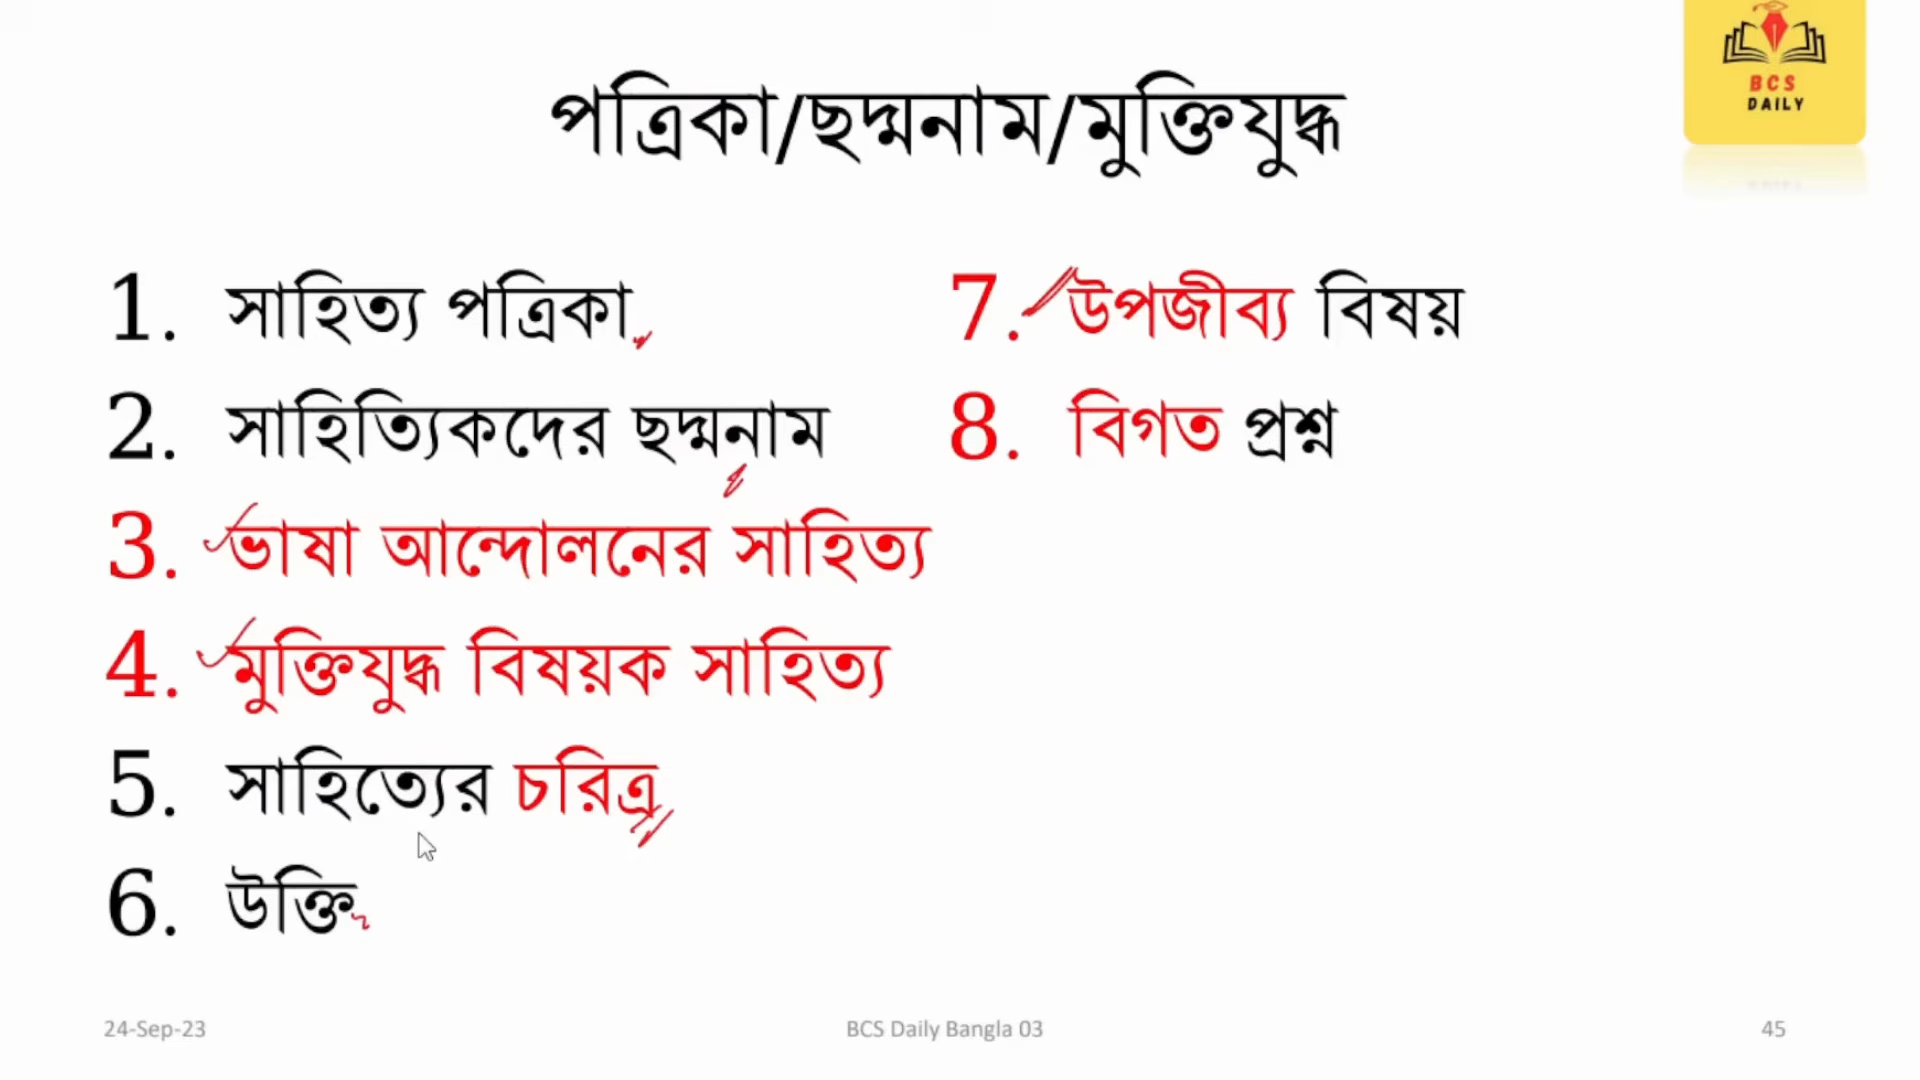 BCS
DAILY
পত্রিকা/ছদ্মনাম/মুক্তিযুদ্ধ
1. সাহিত্য পত্রিকা
2. সাহিত্যিকদের ছদ্মনাম
3. ভাষা আন্দোলনের সাহিত্য
4. মুক্তিযুদ্ধ বিষয়ক সাহিত্য
5. সাহিত্যের চরিত্র
6. উক্তি
7. উপজীব্য বিষয়
8. বিগত প্রশ্ন
24-Sep-23
BCS Daily Bangla 03
45